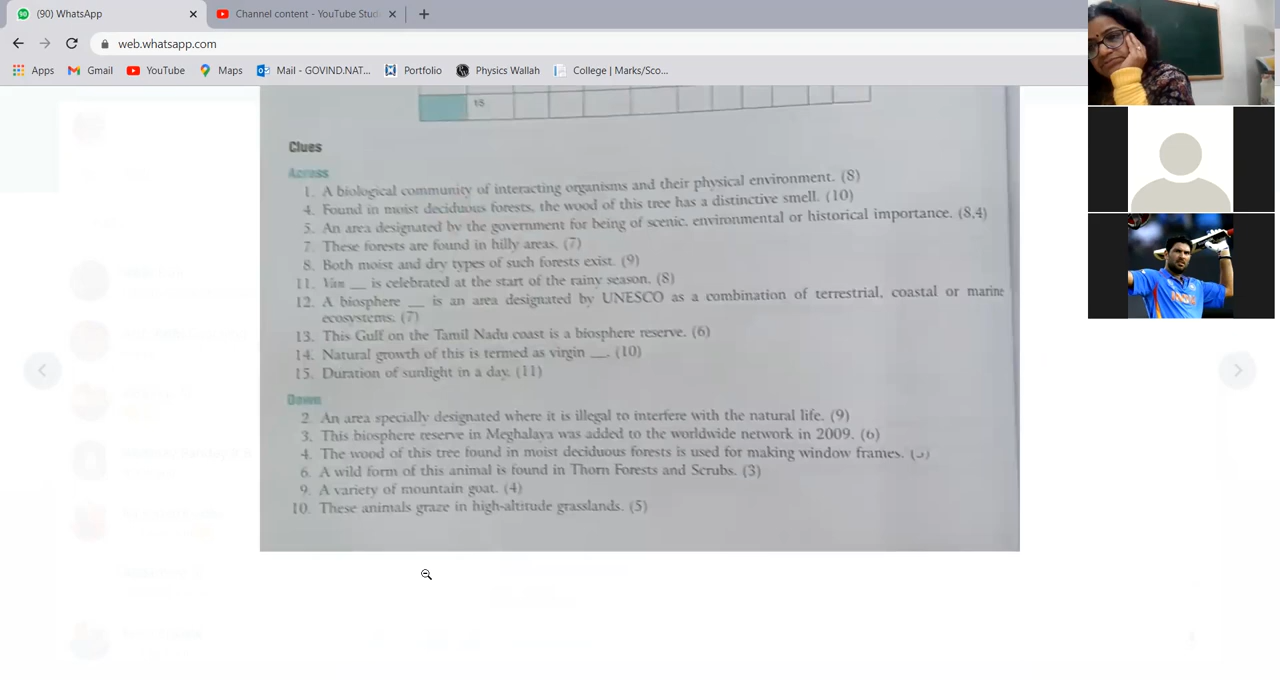 (90) WhatsApp
Channel content - YouTube Stud
web.whatsapp.com
Apps
Gmail
YouTube
Maps
Mail - GOVIND.NAT...
Portfolio
Physics Wallah
College | Marks/Sco...
15
Clues
Across
1. A biological community of interacting organisms and their physical environment. (8)
4. Found in moist deciduous forests, the wood of this tree has a distinctive smell. (10)
5. An area designated by the government for being of scenic, environmental or historical importance. (8,4)
7. These forests are found in hilly areas. (7)
8. Both moist and dry types of such forests exist. (9)
11. Van __ is celebrated at the start of the rainy season. (8)
12. A biosphere __ is an area designated by UNESCO as a combination of terrestrial, coastal or marine
ecosystems. (7)
13. This Gulf on the Tamil Nadu coast is a biosphere reserve. (6)
14. Natural growth of this is termed as virgin __. (10)
15. Duration of sunlight in a day. (11)
Down
2. An area specially designated where it is illegal to interfere with the natural life. (9)
3. This biosphere reserve in Meghalaya was added to the worldwide network in 2009. (6)
4. The wood of this tree found in moist deciduous forests is used for making window frames.
6. A wild form of this animal is found in Thorn Forests and Scrubs. (3)
9. A variety of mountain goat. (4)
10. These animals graze in high-altitude grasslands. (5)